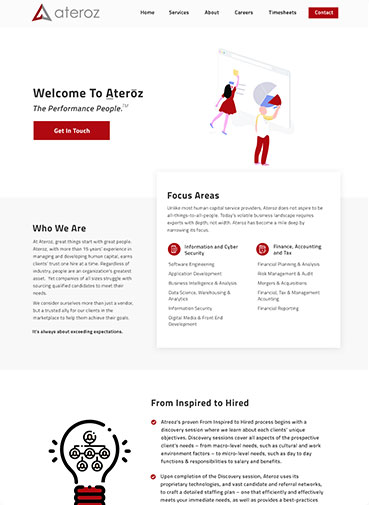 ateroz
Home Services About Careers Timesheets Contact
Welcome To Aterōz
The Performance People.
Get In Touch
Focus Areas
Unlike most human capital service providers, Ateroz does not aspire to be
all-things-to-all-people. Today's volatile business landscape requires
experts with depth, not width. Ateroz has become a mile deep by
narrowing its focus.
Information and Cyber
Security
Software Engineering
Application Development
Business Intelligence & Analysis
Data Science, Warehousing &
Analytics
Information Security
Digital Media & Front End
Development
Finance, Accounting
and Tax
Financial Planning & Analysis
Risk Management & Audit
Mergers & Acquisitions
Financial, Tax & Management
Accounting
Financial Reporting
Who We Are
At Ateroz, great things start with great people.
Ateroz, with more than 15 years' experience in
managing and developing human capital, earns
clients' trust one hire at a time. Regardless of
industry, people are an organization's greatest
asset. Yet companies of all sizes struggle with
sourcing qualified candidates to meet their
needs.
We consider ourselves more than just a vendor,
but a trusted ally for our clients in the
marketplace to help them achieve their goals.
It's always about exceeding expectations.
From Inspired to Hired
Atreoz's proven From Inspired to Hired process begins with a
discovery session where we learn about each clients' unique
objectives. Discovery sessions cover all aspects of the prospective
client's needs – from macro-level needs, such as cultural and work
environment factors – to micro-level needs, such as day to day
functions & responsibilities to salary and benefits.
Upon completion of the Discovery session, Ateroz uses its
proprietary technologies, and vast candidate and referral networks,
to craft a detailed staffing plan – one that efficiently and effectively
meets your immediate needs, as well as provides a best-practices